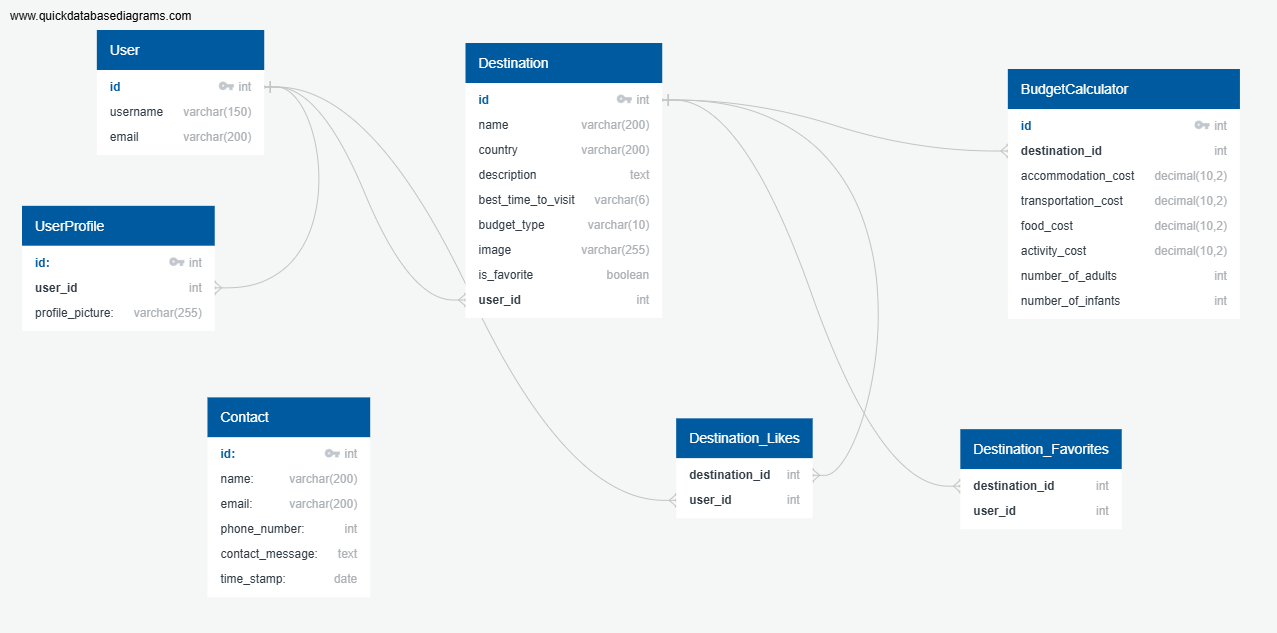 www.quickdatabasediagrams.com
User
id int
username varchar(150)
email varchar(200)
UserProfile
id: int
user_id int
profile_picture: varchar(255)
Contact
id: int
name: varchar(200)
email: varchar(200)
phone_number: int
contact_message: text
time_stamp: date
Destination
id int
name varchar(200)
country varchar(200)
description text
best_time_to_visit varchar(6)
budget_type varchar(10)
image varchar(255)
is_favorite boolean
user_id int
Destination_Likes
destination_id int
user_id int
BudgetCalculator
id int
destination_id int
accommodation_cost decimal(10,2)
transportation_cost decimal(10,2)
food_cost decimal(10,2)
activity_cost decimal(10,2)
number_of_adults int
number_of_infants int
Destination_Favorites
destination_id int
user_id int